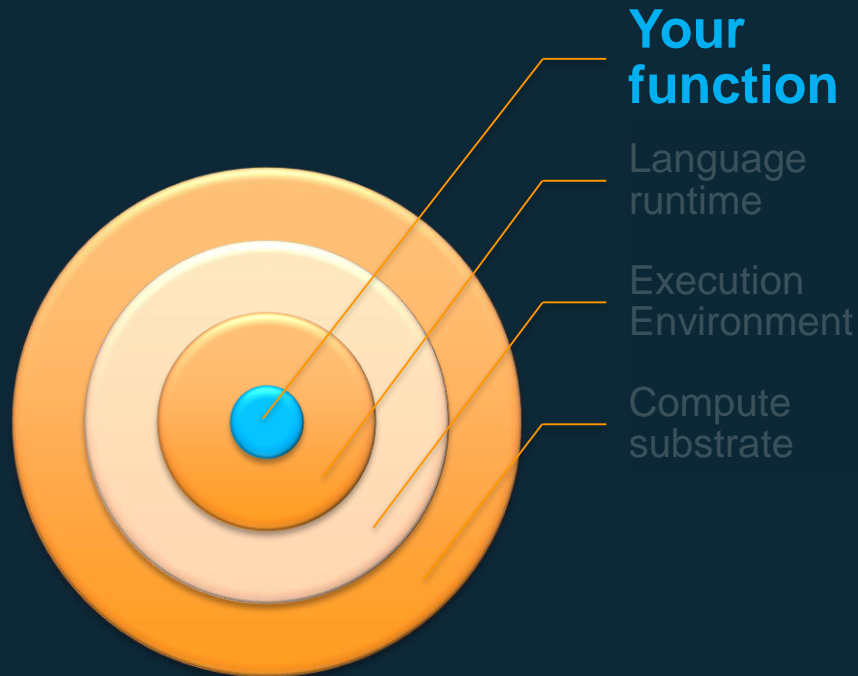 Your
function
Language
runtime
Execution
Environment
Compute
substrate